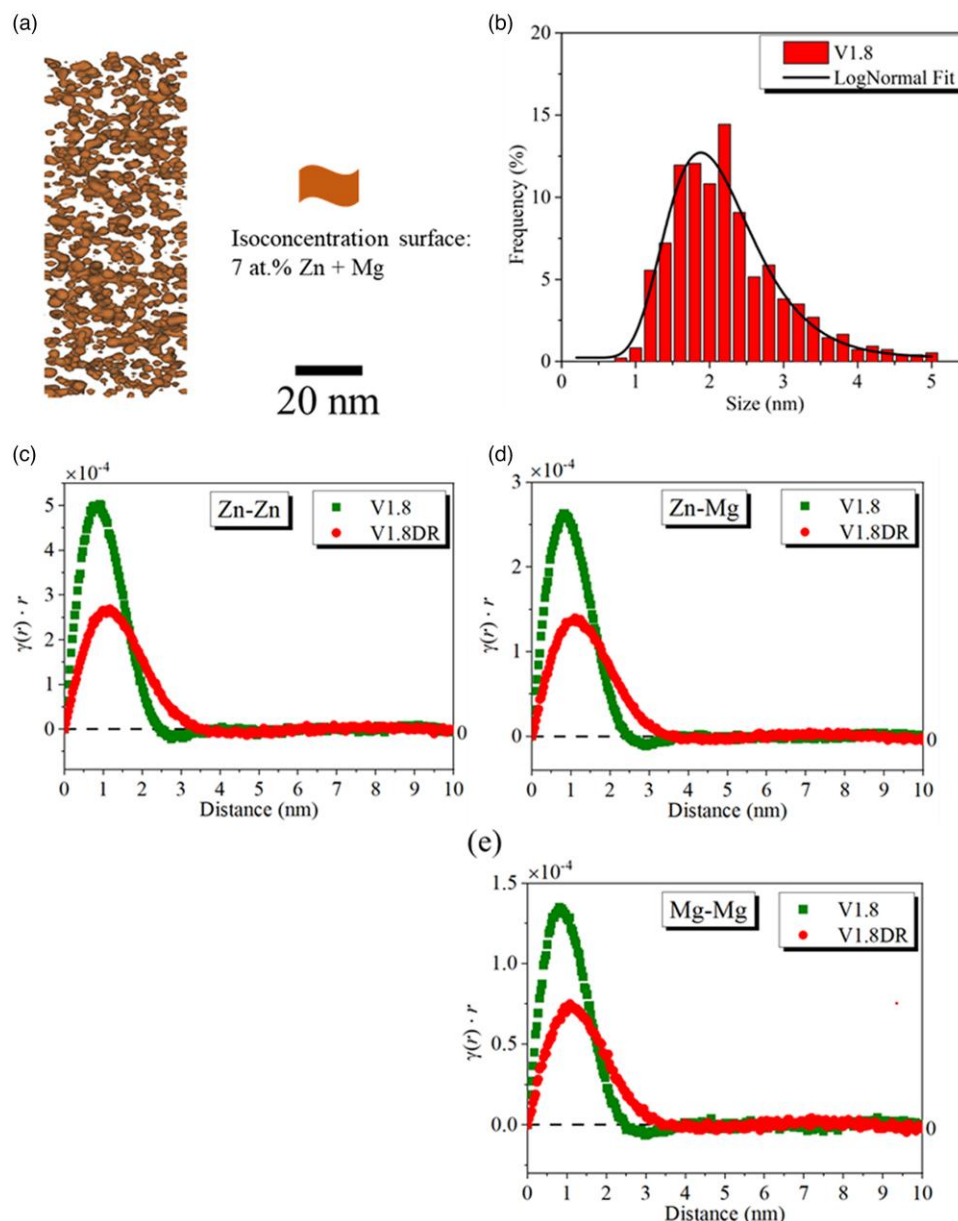 (a)
Isoconcentration surface:
7 at.% Zn + Mg
20 nm
(b)
20
15
10
5
0
Frequency (%)
V1.8
LogNormal Fit
0 1 2 3 4 5
Size (nm)
(c)
×10⁻⁴
5
4
3
2
1
0
γ(r) · r
Zn-Zn
V1.8
V1.8DR
0
0 1 2 3 4 5 6 7 8 9 10
Distance (nm)
(d)
×10⁻⁴
3
2
1
0
γ(r) · r
Zn-Mg
V1.8
V1.8DR
0
0 1 2 3 4 5 6 7 8 9 10
Distance (nm)
(e)
×10⁻⁴
1.5
1.0
0.5
0.0
γ(r) · r
Mg-Mg
V1.8
V1.8DR
0
0 1 2 3 4 5 6 7 8 9 10
Distance (nm)